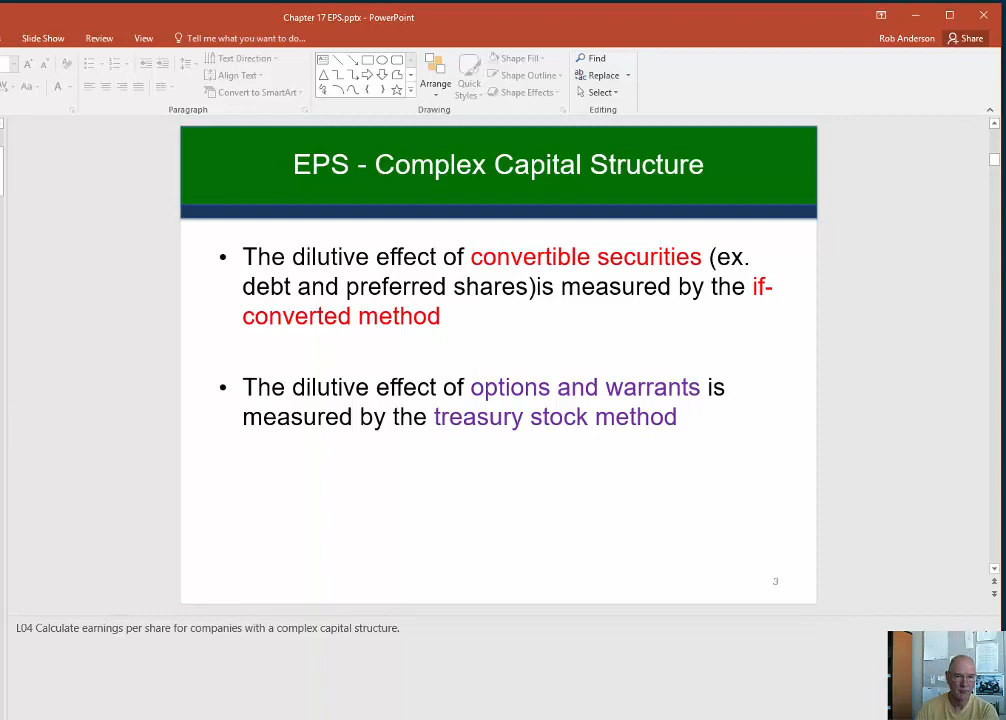 Chapter 17 EPS.pptx - PowerPoint
Slide Show Review View Tell me what you want to do... Rob Anderson Share
Text Direction
Align Text
Convert to SmartArt
Aa
A
Paragraph
Arrange
Quick Styles
Shape Fill
Shape Outline
Shape Effects
Drawing
Find
Replace
Select
Editing
EPS - Complex Capital Structure
• The dilutive effect of convertible securities (ex.
debt and preferred shares)is measured by the if-
converted method
• The dilutive effect of options and warrants is
measured by the treasury stock method
3
L04 Calculate earnings per share for companies with a complex capital structure.